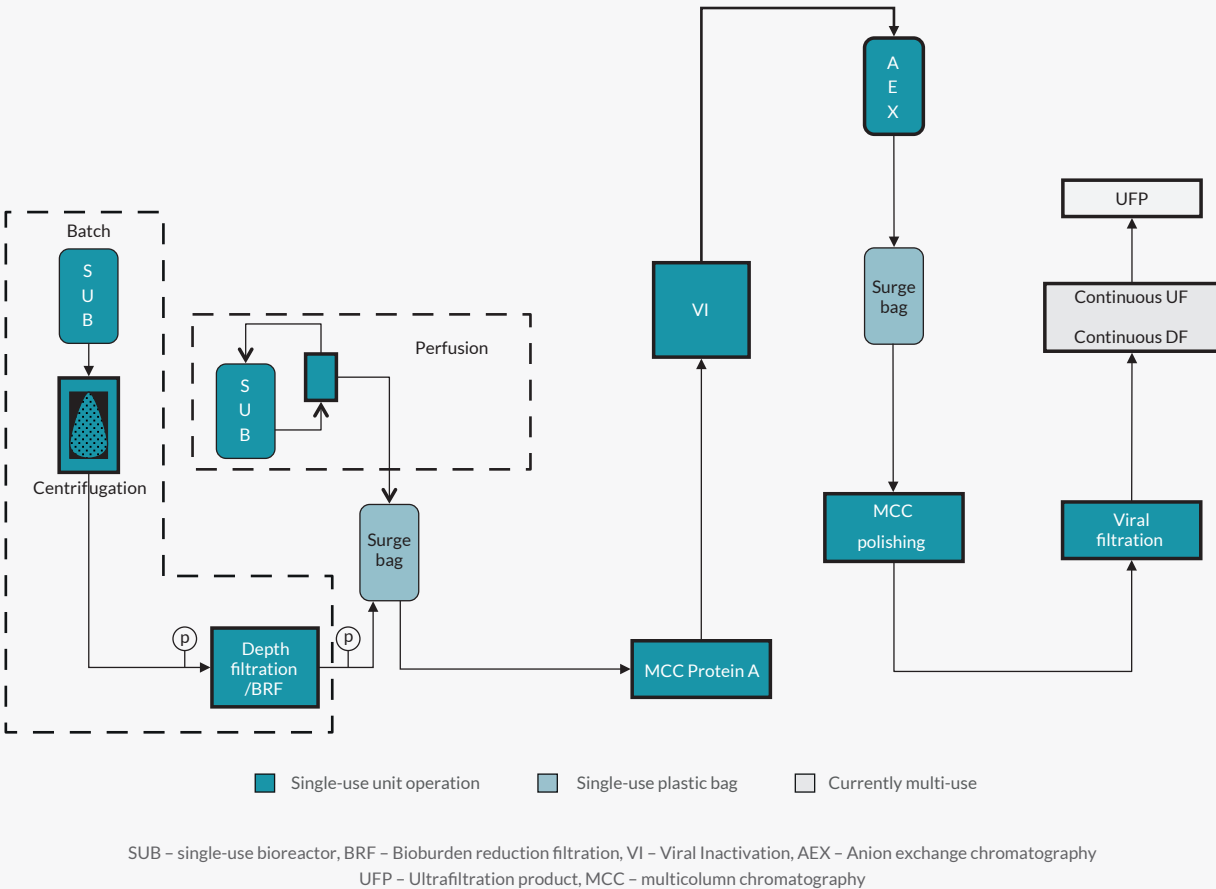 Batch
S
U
B
Centrifugation
p
Depth
filtration
/BRF
p
Perfusion
S
U
B
Surge
bag
MCC Protein A
VI
A
E
X
Surge
bag
MCC
polishing
Viral
filtration
Continuous UF
Continuous DF
UFP
Single-use unit operation
Single-use plastic bag
Currently multi-use
SUB – single-use bioreactor, BRF – Bioburden reduction filtration, VI – Viral Inactivation, AEX – Anion exchange chromatography
UFP – Ultrafiltration product, MCC – multicolumn chromatography